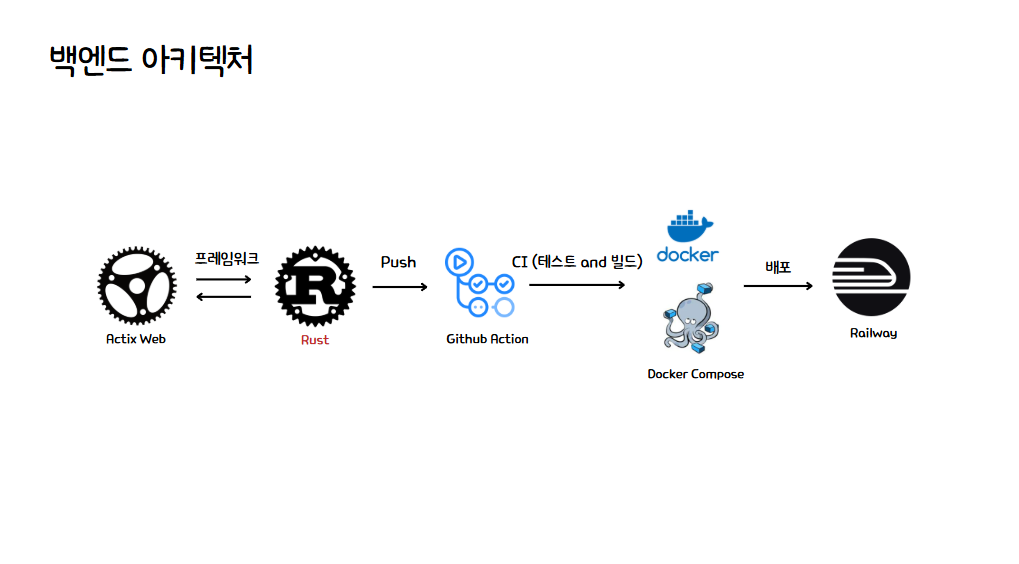 백엔드 아키텍처
프레임워크
Push
CI (테스트 and 빌드)
docker
배포
R
Actix Web
Rust
Github Action
Docker Compose
Railway